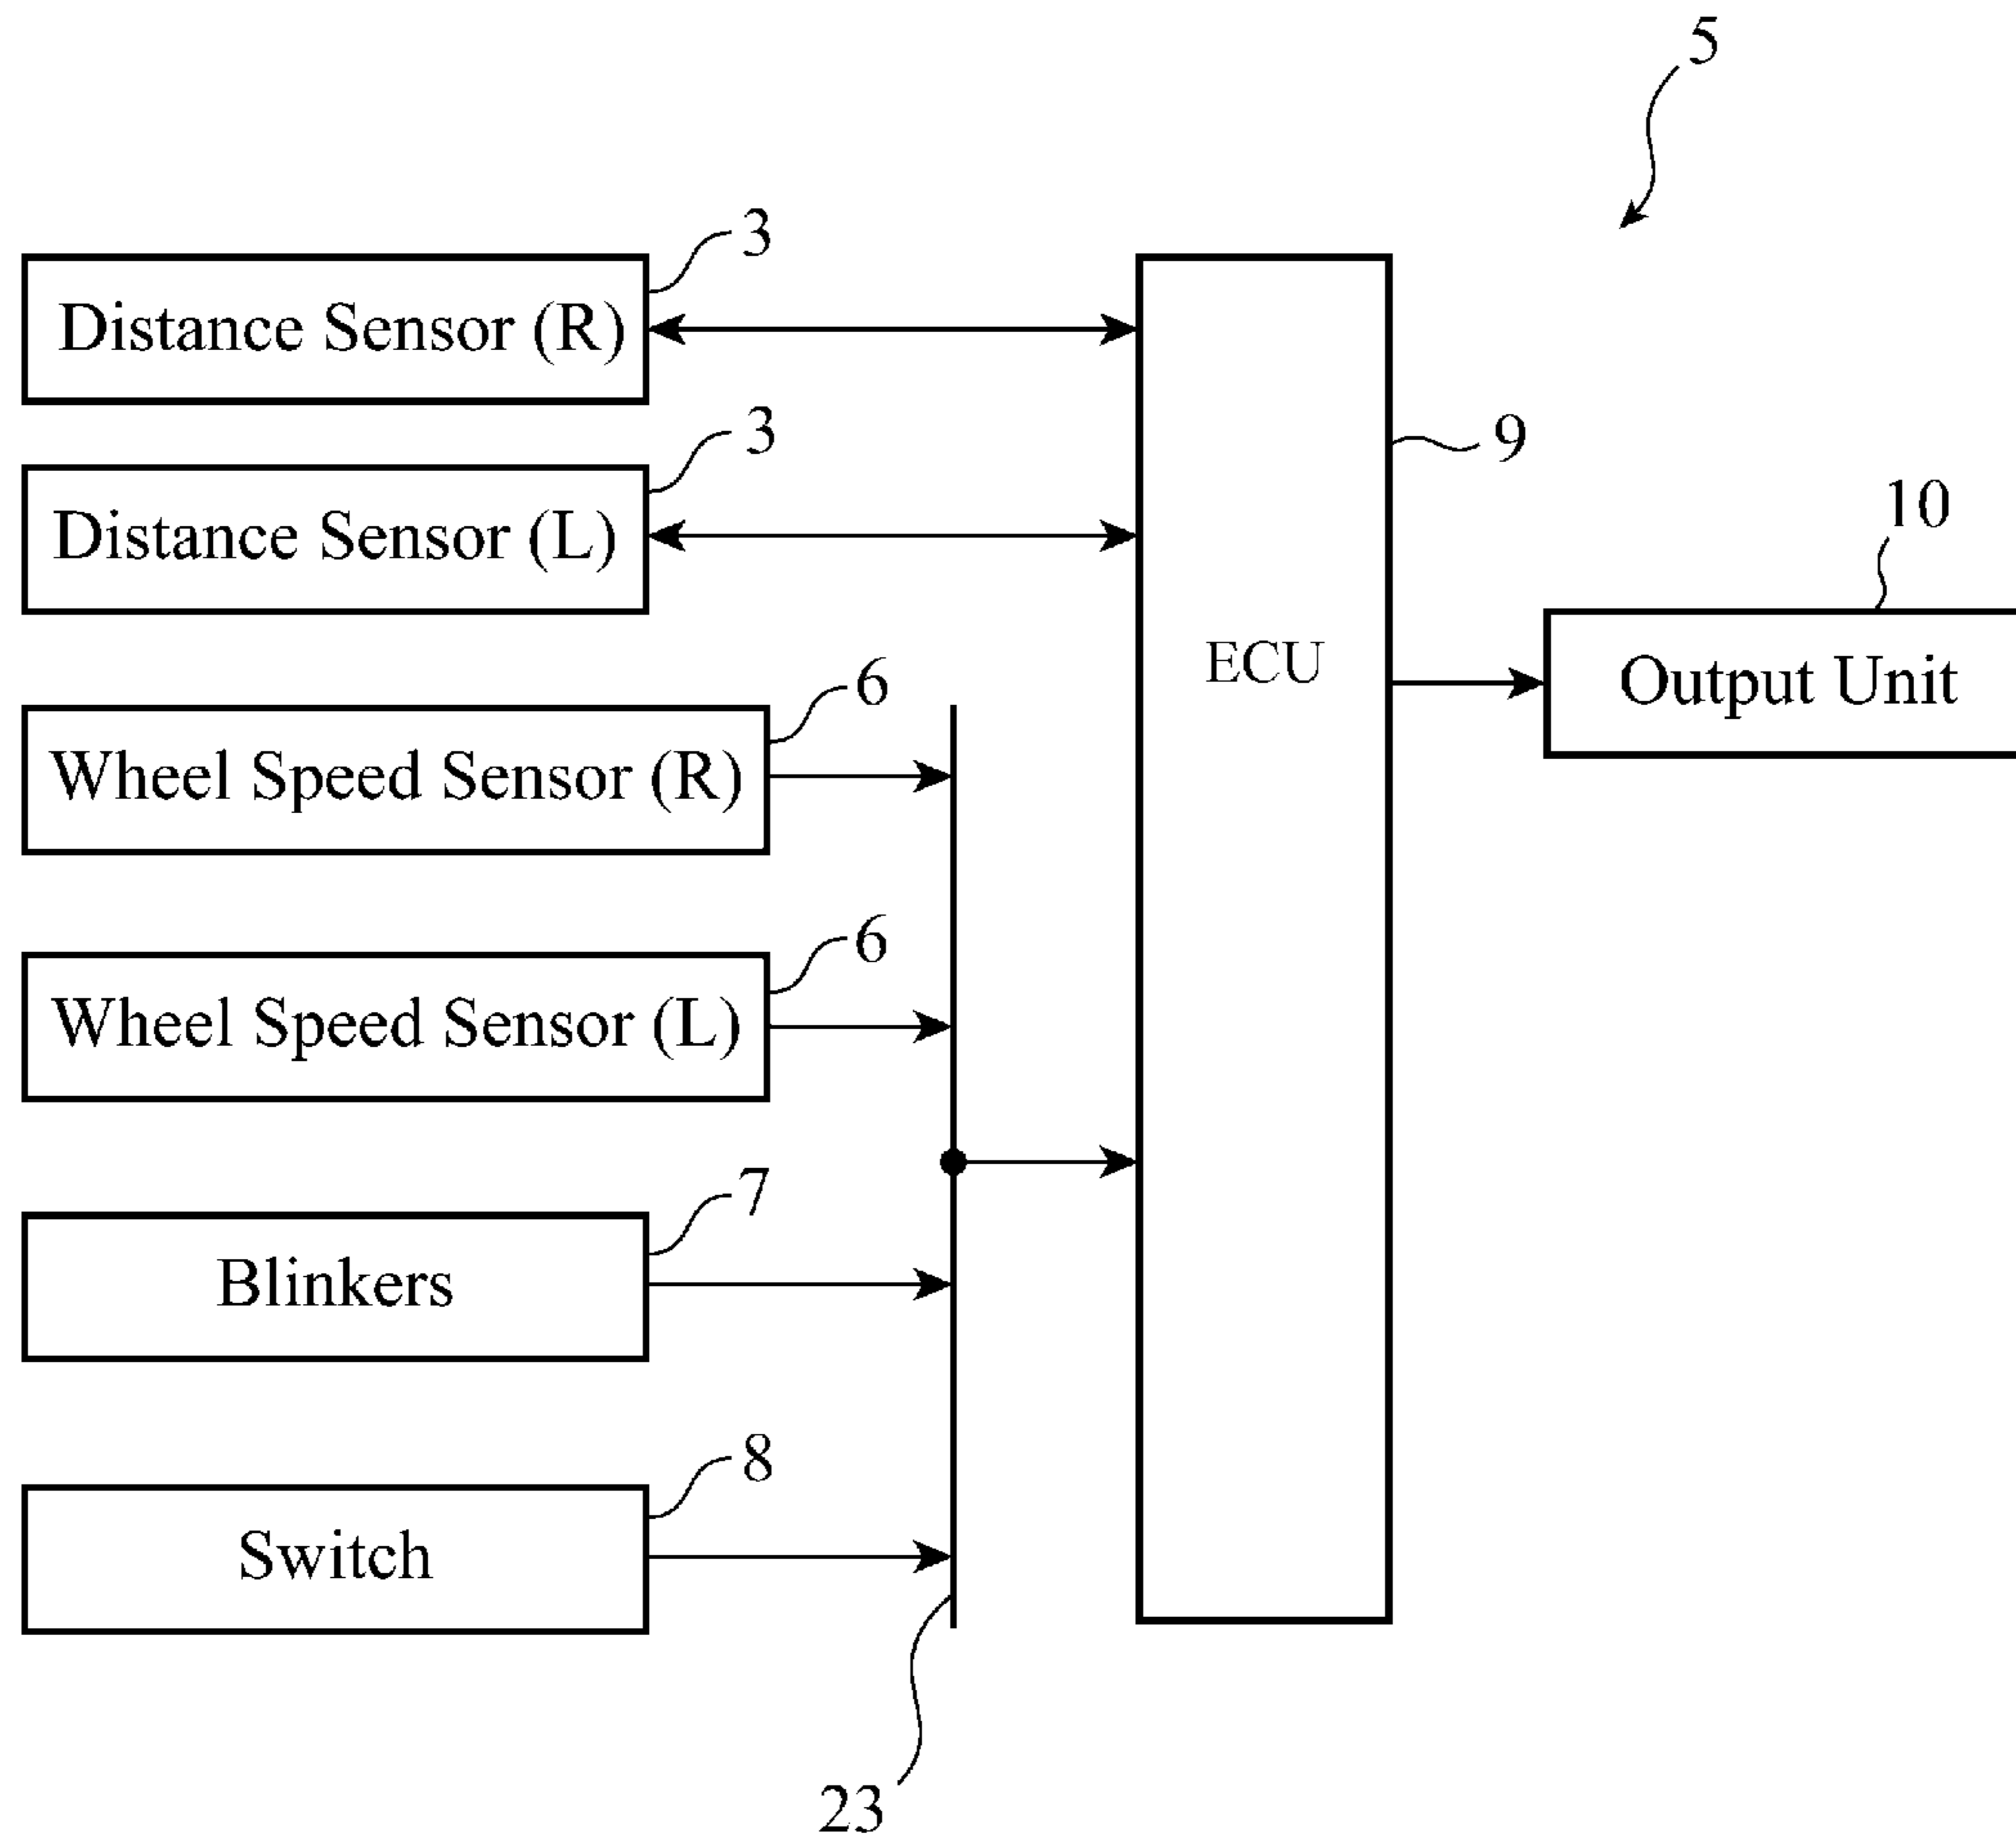 5
3
Distance Sensor (R)
3
9
Distance Sensor (L)
10
ECU
Output Unit
6
Wheel Speed Sensor (R)
6
Wheel Speed Sensor (L)
7
Blinkers
8
Switch
23